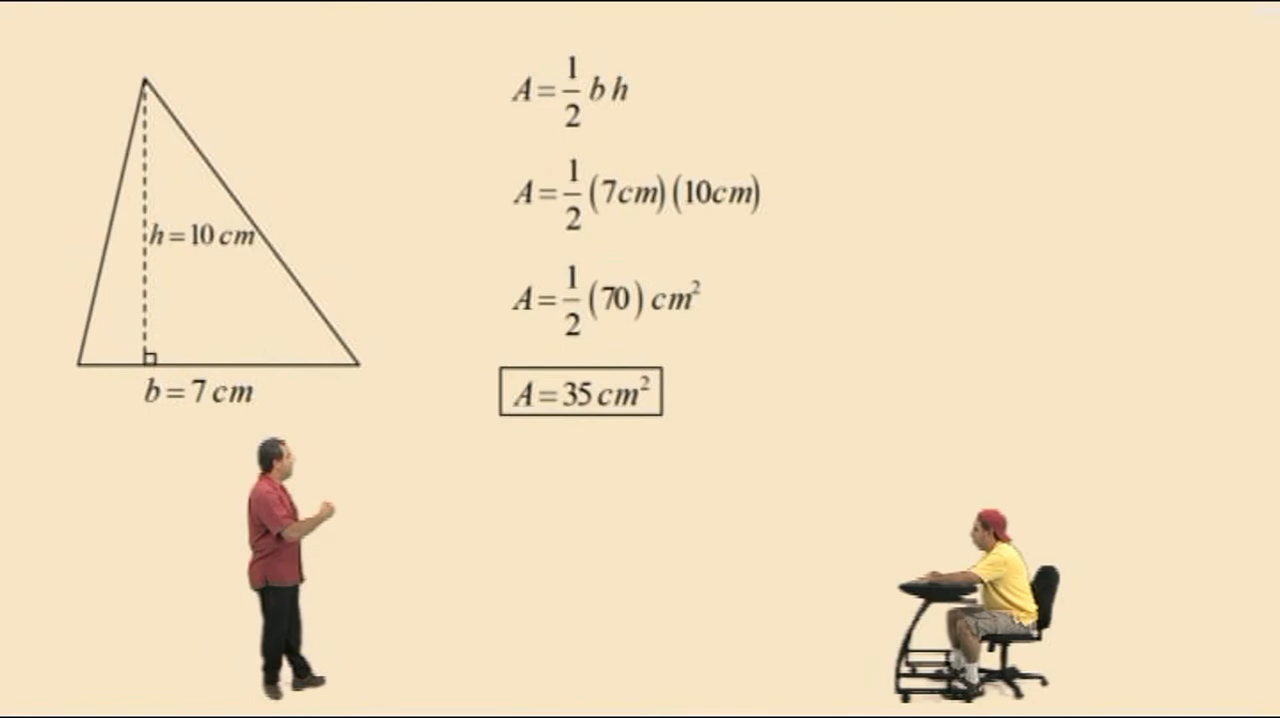 A = 1/2 b h
h = 10 cm
b = 7 cm
A = 1/2 (7cm)(10cm)
A = 1/2 (70) cm²
A = 35 cm²